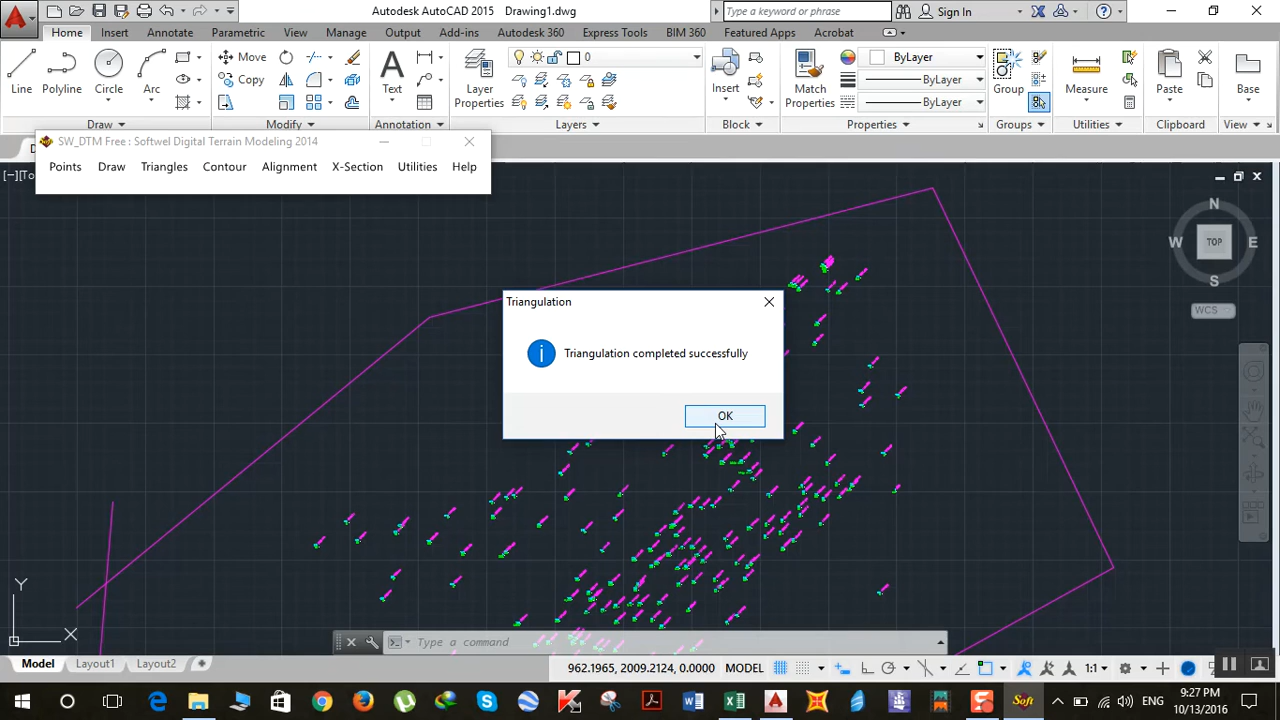 Autodesk AutoCAD 2015 Drawing1.dwg
Type a keyword or phrase
Sign In
Home Insert Annotate Parametric View Manage Output Add-ins Autodesk 360 Express Tools BIM 360 Featured Apps Acrobat
Line
Polyline
Circle
Arc
Move
Copy
Text
Layer
Properties
0
Insert
Match
Properties
ByLayer
ByLayer
ByLayer
Group
Measure
Paste
Base
Draw
Modify
Annotation
Layers
Block
Properties
Groups
Utilities
Clipboard
View
SW_DTM Free : Softwel Digital Terrain Modeling 2014
Points Draw Triangles Contour Alignment X-Section Utilities Help
N
W TOP E
S
WCS
Triangulation
Triangulation completed successfully
OK
Y
X
Type a command
Model Layout1 Layout2
962.1965, 2009.2124, 0.0000 MODEL
1:1
ENG
9:27 PM
10/13/2016
Soft